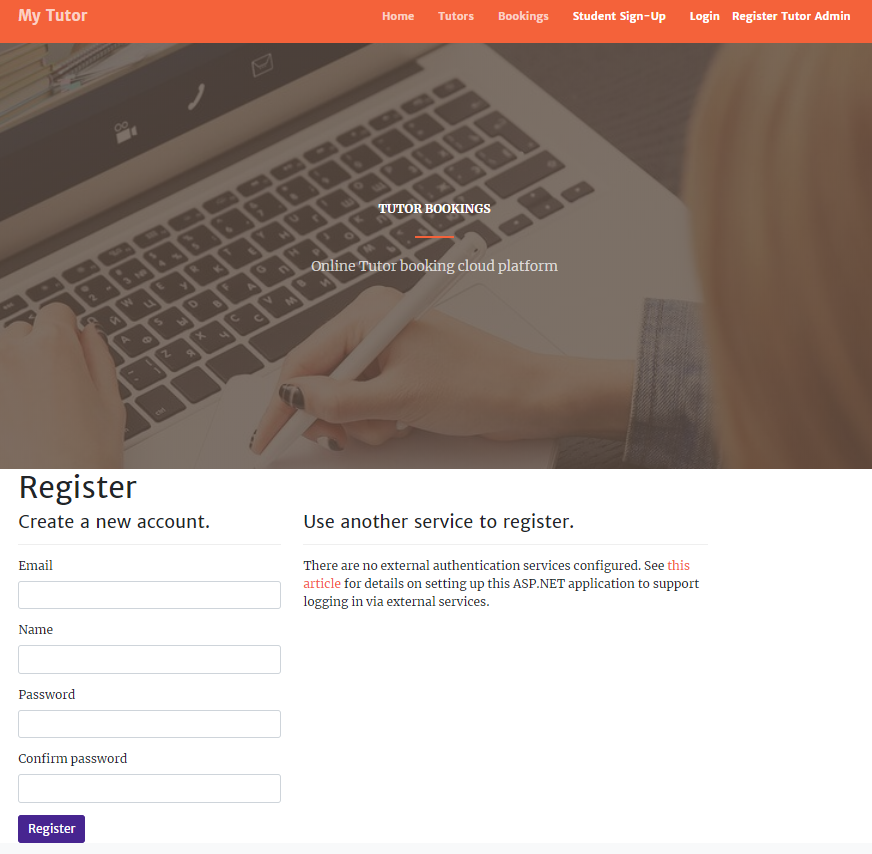 My Tutor
Home Tutors Bookings Student Sign-Up Login Register Tutor Admin
TUTOR BOOKINGS
Online Tutor booking cloud platform
Register
Create a new account.
Use another service to register.
Email
Name
Password
Confirm password
Register
There are no external authentication services configured. See this
article for details on setting up this ASP.NET application to support
logging in via external services.